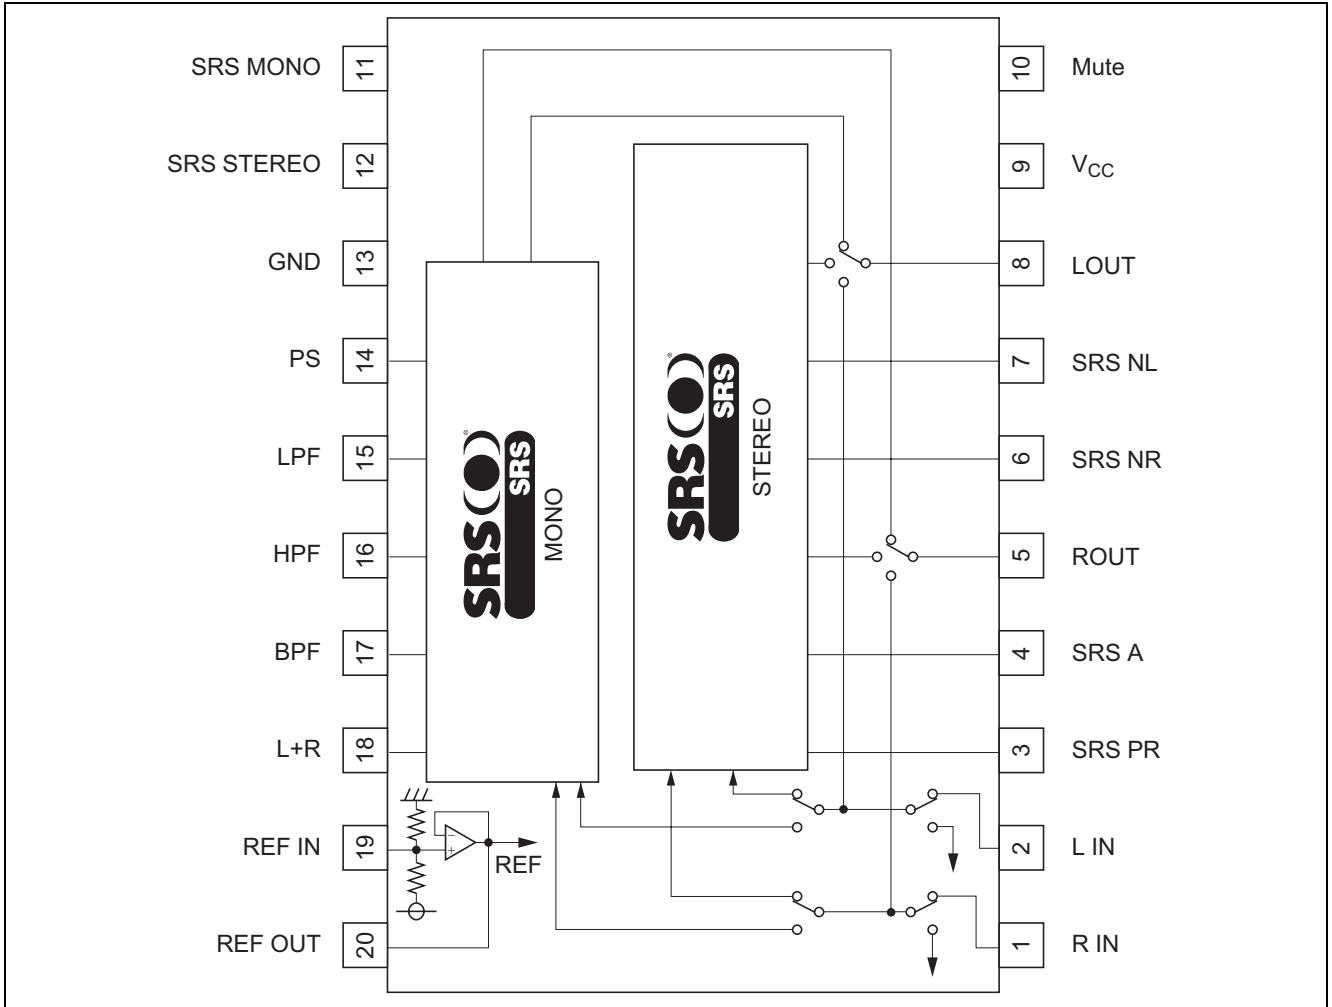 SRS MONO 11
10 Mute
SRS STEREO 12
9 VCC
GND 13
8 LOUT
PS 14
7 SRS NL
LPF 15
6 SRS NR
HPF 16
5 ROUT
BPF 17
4 SRS A
L+R 18
3 SRS PR
REF IN 19
2 L IN
REF OUT 20
1 R IN
SRS ®
SRS
MONO
SRS ®
SRS
STEREO
−
+
REF